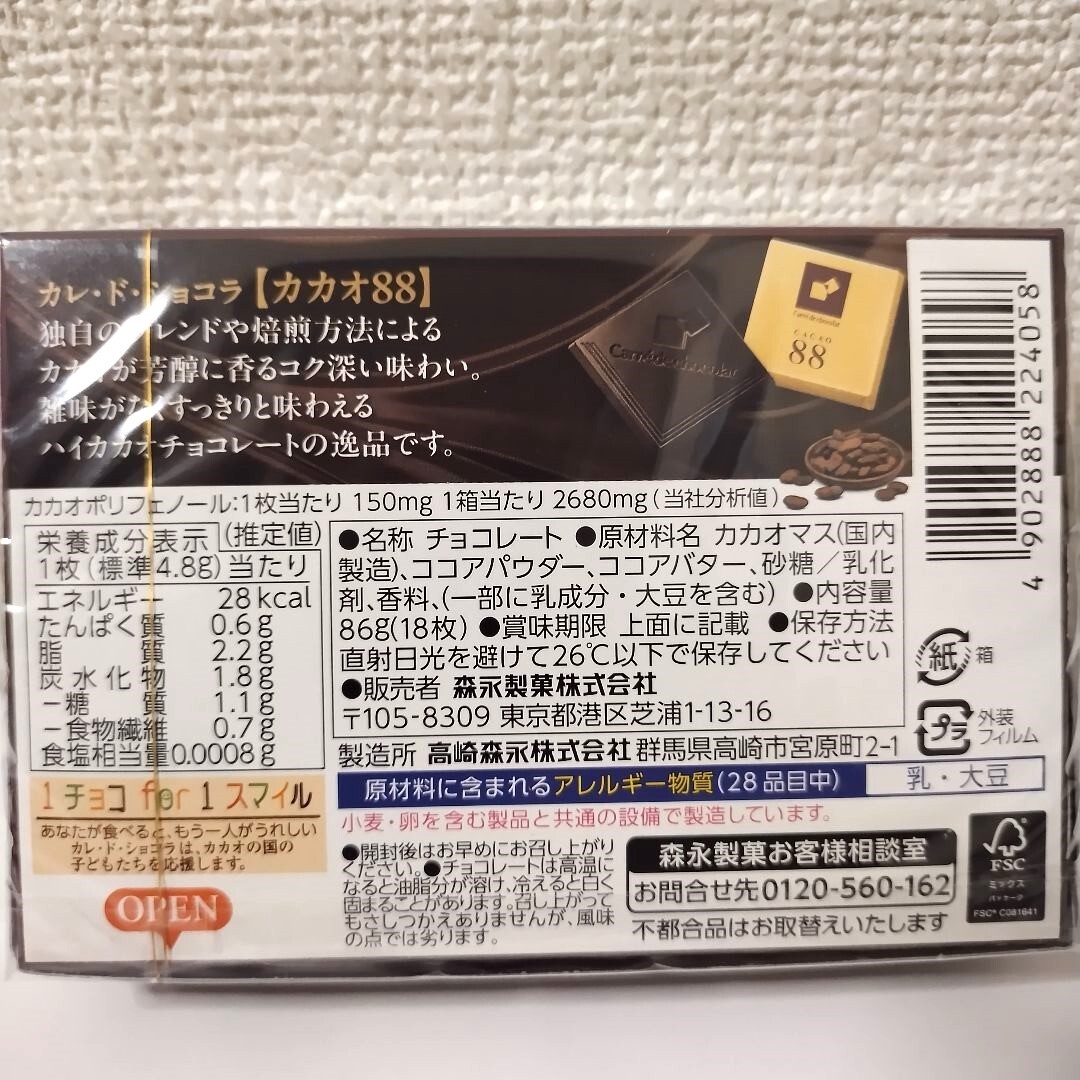 カレ・ド・ショコラ【カカオ88】
独自のブレンドや焙煎方法による
カカオが芳醇に香るコク深い味わい。
雑味がなくすっきりと味わえる
ハイカカオチョコレートの逸品です。
Carré de chocolat
Carré de chocolat
CACAO
88
4 902888 224058
カカオポリフェノール:1枚当たり 150mg 1箱当たり 2680mg(当社分析値)
栄養成分表示(推定値)
1枚(標準4.8g)当たり
エネルギー 28kcal
たんぱく質 0.6g
脂質 2.2g
炭水化物 1.8g
−糖質 1.1g
−食物繊維 0.7g
食塩相当量0.0008g
●名称 チョコレート ●原材料名 カカオマス(国内
製造)、ココアパウダー、ココアバター、砂糖/乳化
剤、香料、(一部に乳成分・大豆を含む) ●内容量
86g(18枚) ●賞味期限 上面に記載 ●保存方法
直射日光を避けて26℃以下で保存してください
●販売者 森永製菓株式会社
〒105-8309 東京都港区芝浦1-13-16
製造所 高崎森永株式会社 群馬県高崎市宮原町2-1
紙 箱
プラ 外装
フィルム
原材料に含まれるアレルギー物質(28品目中) 乳・大豆
小麦・卵を含む製品と共通の設備で製造しています。
1 チョコ for 1 スマイル
あなたが食べると、もう一人がうれしい
カレ・ド・ショコラは、カカオの国の
子どもたちを応援します。
OPEN
●開封後はお早めにお召し上がり
ください。●チョコレートは高温に
なると油脂分が溶け、冷えると白く
固まることがあります。召し上がって
もさしつかえありませんが、風味
の点では劣ります。
森永製菓お客様相談室
お問合せ先0120-560-162
不都合品はお取替えいたします
FSC
ミックス
パッケージ
FSC® C081641